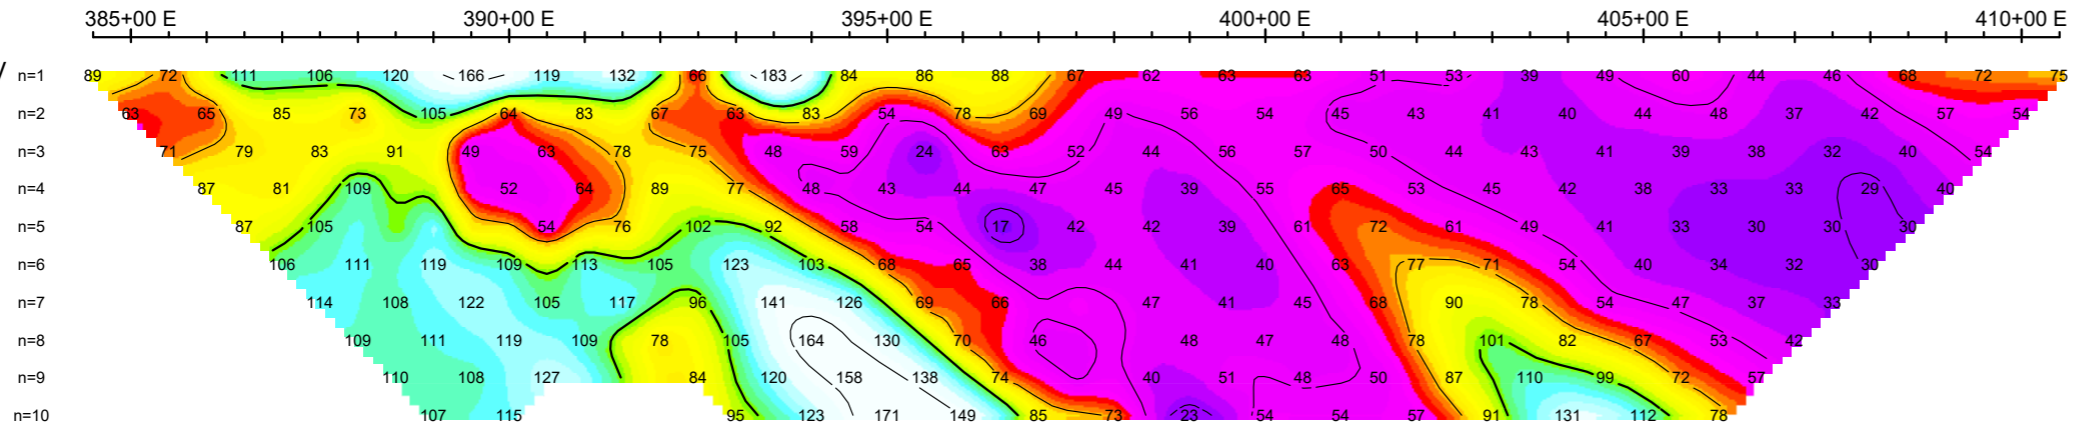 385+00 E 390+00 E 395+00 E 400+00 E 405+00 E 410+00 E
n=1 89 72 111 106 120 166 119 132 66 183 84 86 88 67 62 63 63 51 53 39 49 60 44 46 68 72 75
n=2 63 65 85 73 105 64 83 67 63 83 54 78 69 49 56 54 45 43 41 40 44 48 37 42 57 54
n=3 71 79 83 91 49 63 78 75 48 59 24 63 52 44 56 57 50 44 43 41 39 38 32 40 54
n=4 87 81 109 52 64 89 77 48 43 44 47 45 39 55 65 53 45 42 38 33 33 29 40
n=5 87 105 54 76 102 92 58 54 17 42 42 39 61 72 61 49 41 33 30 30 30
n=6 106 111 119 109 113 105 123 103 68 65 38 44 41 40 63 77 71 54 40 34 32 30
n=7 114 108 122 105 117 96 141 126 69 66 47 41 45 68 90 78 54 47 37 33
n=8 109 111 119 109 78 105 164 130 70 46 48 47 48 78 101 82 67 53 42
n=9 110 108 127 84 120 158 138 74 40 51 48 50 87 110 99 72 57
n=10 107 115 95 123 171 149 85 73 23 54 54 57 91 131 112 78